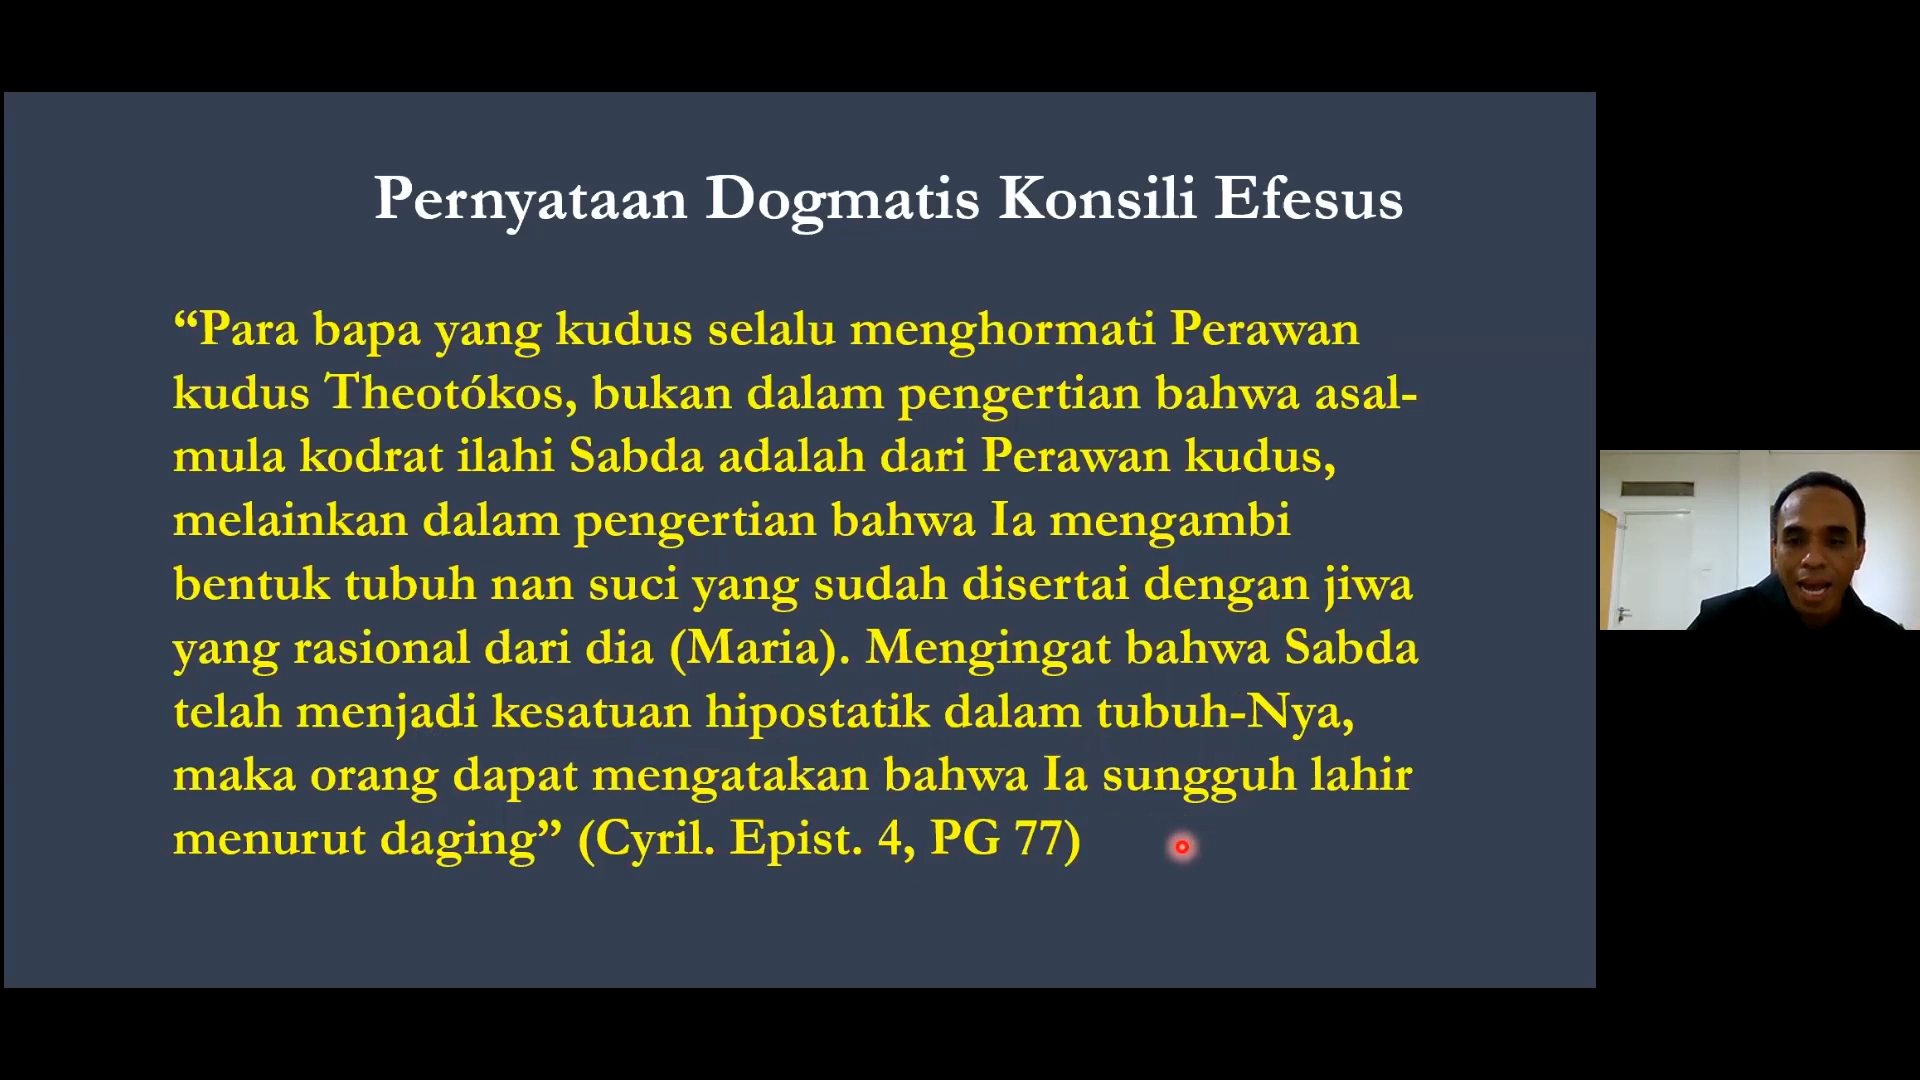 Pernyataan Dogmatis Konsili Efesus
“Para bapa yang kudus selalu menghormati Perawan
kudus Theotókos, bukan dalam pengertian bahwa asal-
mula kodrat ilahi Sabda adalah dari Perawan kudus,
melainkan dalam pengertian bahwa Ia mengambi
bentuk tubuh nan suci yang sudah disertai dengan jiwa
yang rasional dari dia (Maria). Mengingat bahwa Sabda
telah menjadi kesatuan hipostatik dalam tubuh-Nya,
maka orang dapat mengatakan bahwa Ia sungguh lahir
menurut daging” (Cyril. Epist. 4, PG 77)